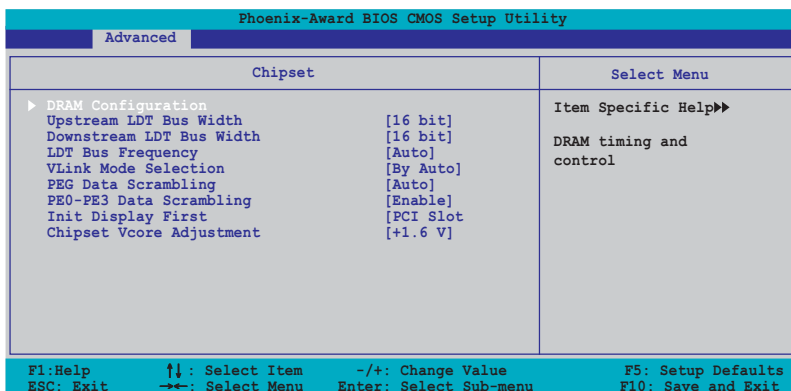 Phoenix-Award BIOS CMOS Setup Utility
Advanced
Chipset
Select Menu
DRAM Configuration
Upstream LDT Bus Width [16 bit]
Downstream LDT Bus Width [16 bit]
LDT Bus Frequency [Auto]
VLink Mode Selection [By Auto]
PEG Data Scrambling [Auto]
PE0-PE3 Data Scrambling [Enable]
Init Display First [PCI Slot
Chipset Vcore Adjustment [+1.6 V]
Item Specific Help
DRAM timing and
control
F1:Help ↑↓ : Select Item -/+: Change Value F5: Setup Defaults
ESC: Exit →←: Select Menu Enter: Select Sub-menu F10: Save and Exit